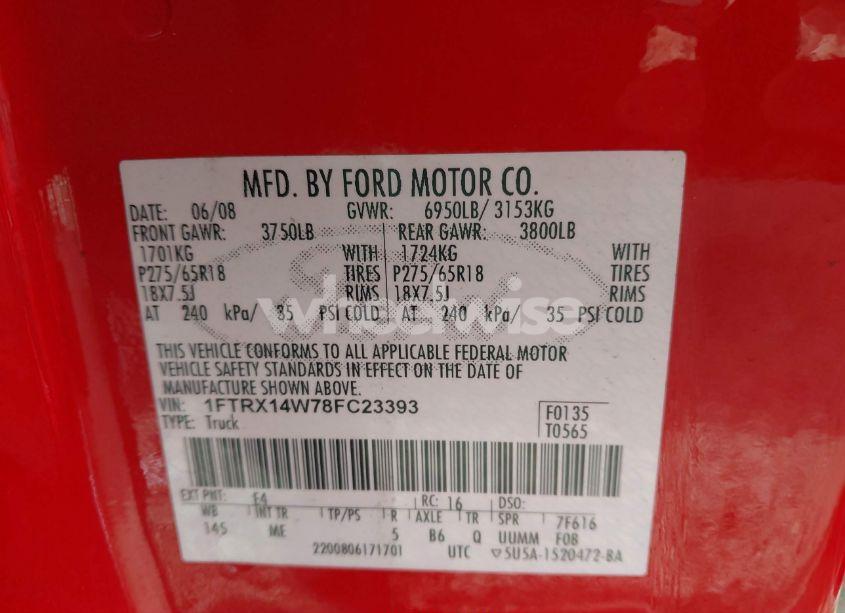 MFD. BY FORD MOTOR CO.
DATE: 06/08 GVWR: 6950LB/ 3153KG
FRONT GAWR: 3750LB REAR GAWR: 3800LB
1701KG WITH 1724KG WITH
P275/65R18 TIRES P275/65R18 TIRES
18X7.5J RIMS 18X7.5J RIMS
AT 240 kPa/ 35 PSI COLD AT 240 kPa/ 35 PSI COLD
wheelwise
THIS VEHICLE CONFORMS TO ALL APPLICABLE FEDERAL MOTOR
VEHICLE SAFETY STANDARDS IN EFFECT ON THE DATE OF
MANUFACTURE SHOWN ABOVE.
VIN: 1FTRX14W78FC23393 F0135
TYPE: Truck T0565
EXT PNT: E4 RC: 16 DSO:
WB INT TR TP/PS R AXLE TR SPR 7F616
145 ME 5 B6 Q UUMM F08
2200806171701 UTC ▽5U5A-1520472-BA